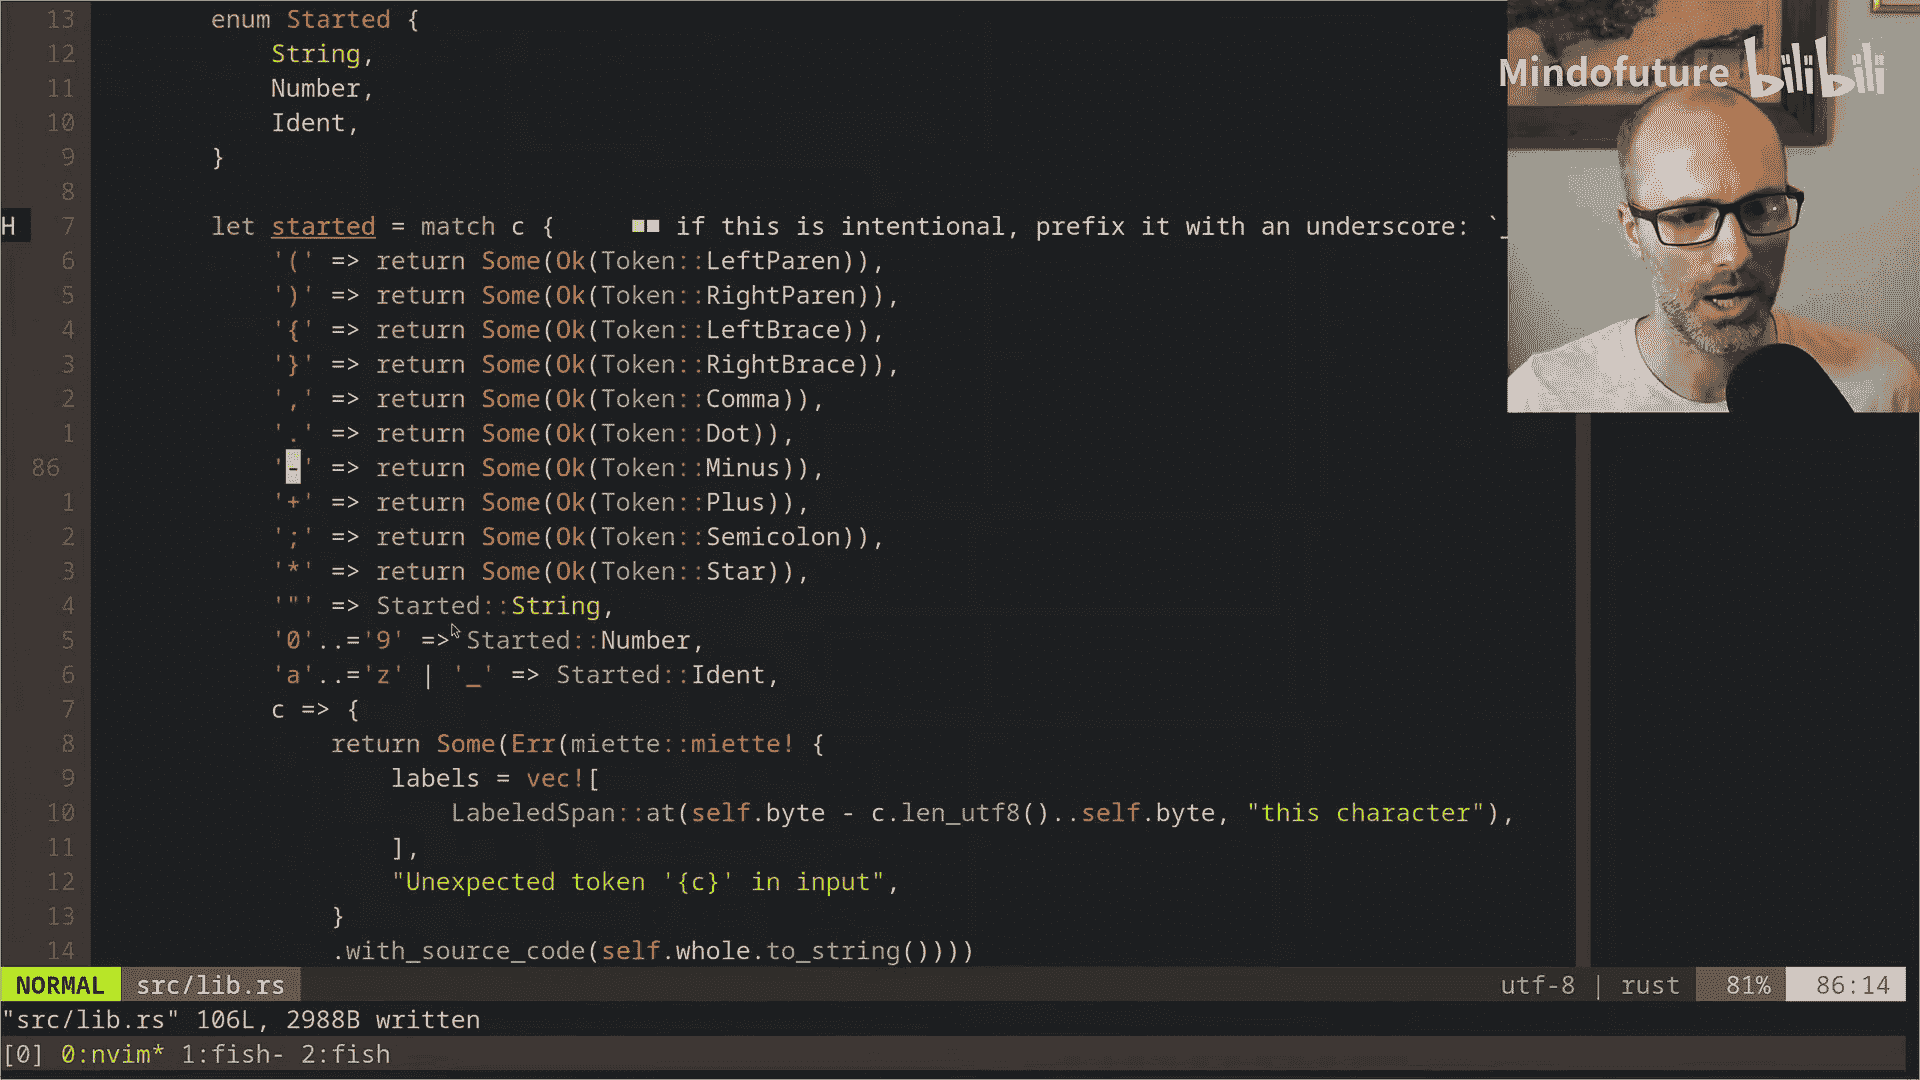 13 enum Started {
12 String,
11 Number,
10 Ident,
9 }
8
H 7 let started = match c { ■■ if this is intentional, prefix it with an underscore: `_
6 '(' => return Some(Ok(Token::LeftParen)),
5 ')' => return Some(Ok(Token::RightParen)),
4 '{' => return Some(Ok(Token::LeftBrace)),
3 '}' => return Some(Ok(Token::RightBrace)),
2 ',' => return Some(Ok(Token::Comma)),
1 '.' => return Some(Ok(Token::Dot)),
86 '-' => return Some(Ok(Token::Minus)),
1 '+' => return Some(Ok(Token::Plus)),
2 ';' => return Some(Ok(Token::Semicolon)),
3 '*' => return Some(Ok(Token::Star)),
4 '"' => Started::String,
5 '0'..='9' => Started::Number,
6 'a'..='z' | '_' => Started::Ident,
7 c => {
8 return Some(Err(miette::miette! {
9 labels = vec![
10 LabeledSpan::at(self.byte - c.len_utf8()..self.byte, "this character"),
11 ],
12 "Unexpected token '{c}' in input",
13 }
14 .with_source_code(self.whole.to_string())))
NORMAL src/lib.rs utf-8 | rust 81% 86:14
"src/lib.rs" 106L, 2988B written
[0] 0:nvim* 1:fish- 2:fish
Mindofuture bilibili